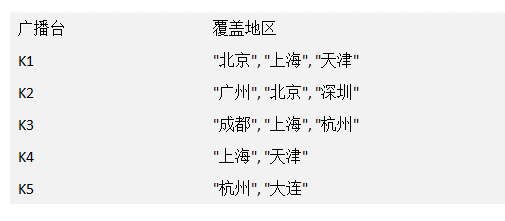 广播台 覆盖地区
K1 "北京", "上海", "天津"
K2 "广州", "北京", "深圳"
K3 "成都", "上海", "杭州"
K4 "上海", "天津"
K5 "杭州", "大连"